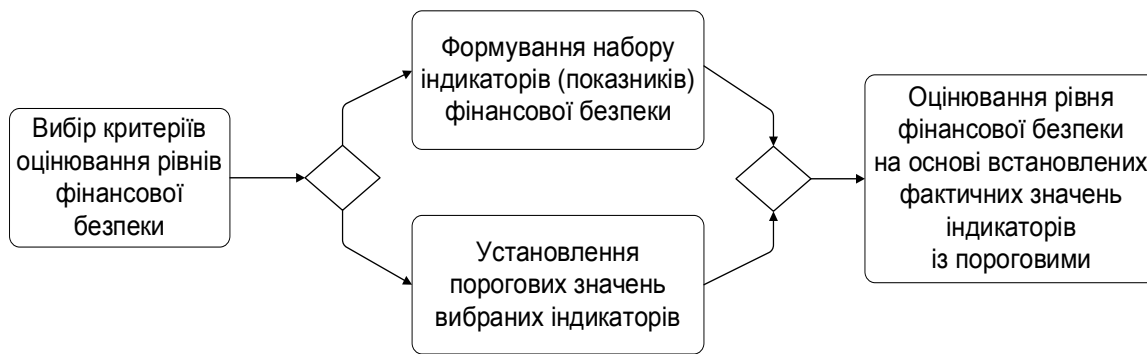 Вибір критеріїв
оцінювання рівнів
фінансової
безпеки
Формування набору
індикаторів (показників)
фінансової безпеки
Установлення
порогових значень
вибраних індикаторів
Оцінювання рівня
фінансової безпеки
на основі встановлених
фактичних значень
індикаторів
із пороговими